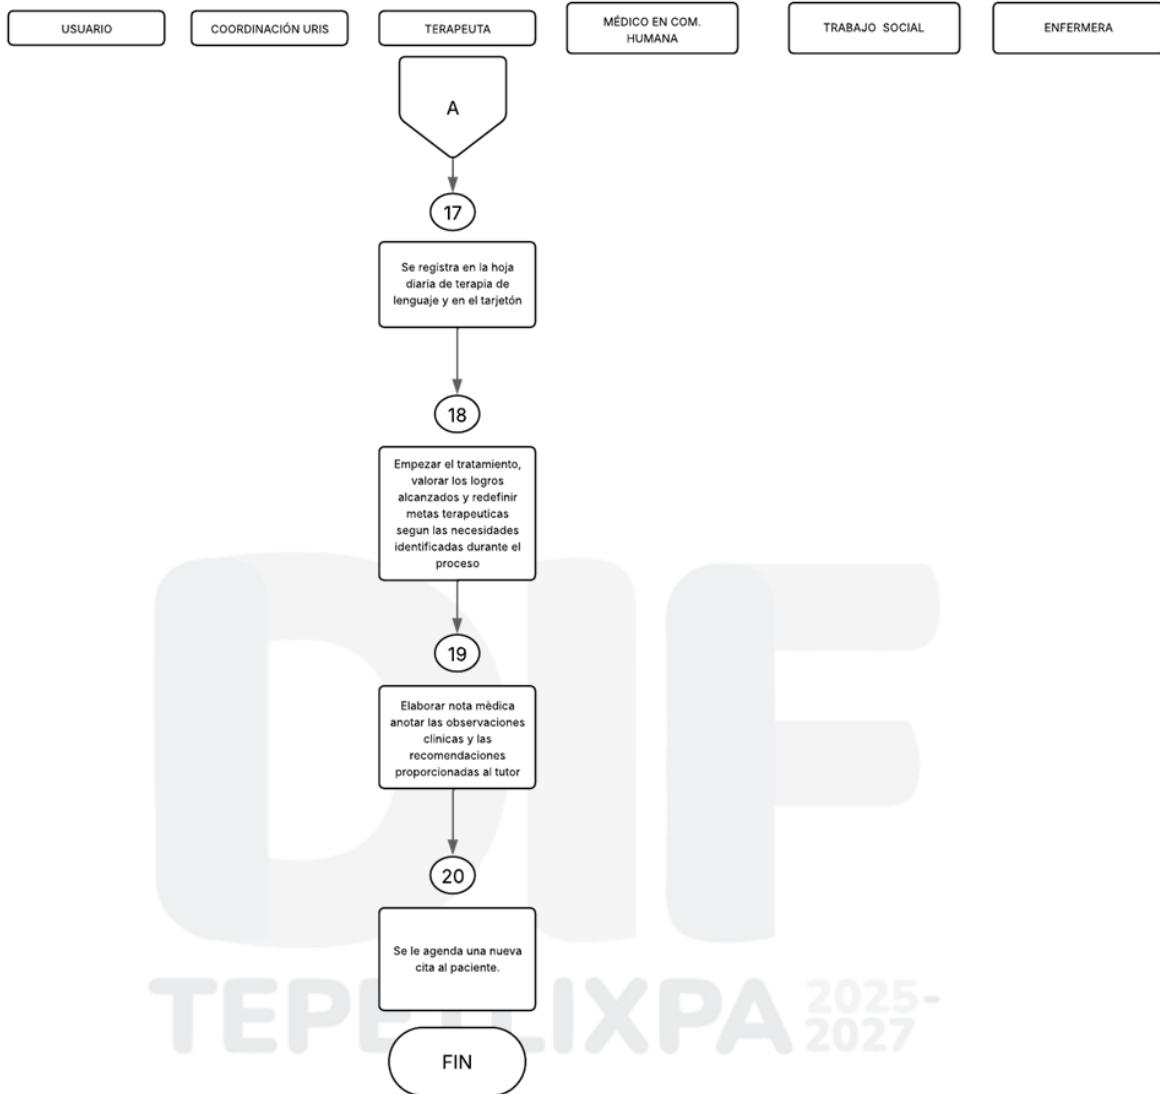 USUARIO
COORDINACIÓN URIS
TERAPEUTA
MÉDICO EN COM.
HUMANA
TRABAJO SOCIAL
ENFERMERA
A
17
Se registra en la hoja
diaria de terapia de
lenguaje y en el tarjetón
18
Empezar el tratamiento,
valorar los logros
alcanzados y redefinir
metas terapeuticas
segun las necesidades
identificadas durante el
proceso
19
Elaborar nota mèdica
anotar las observaciones
clínicas y las
recomendaciones
proporcionadas al tutor
20
Se le agenda una nueva
cita al paciente.
FIN
DIF
TEPETLIXPA
2025-
2027